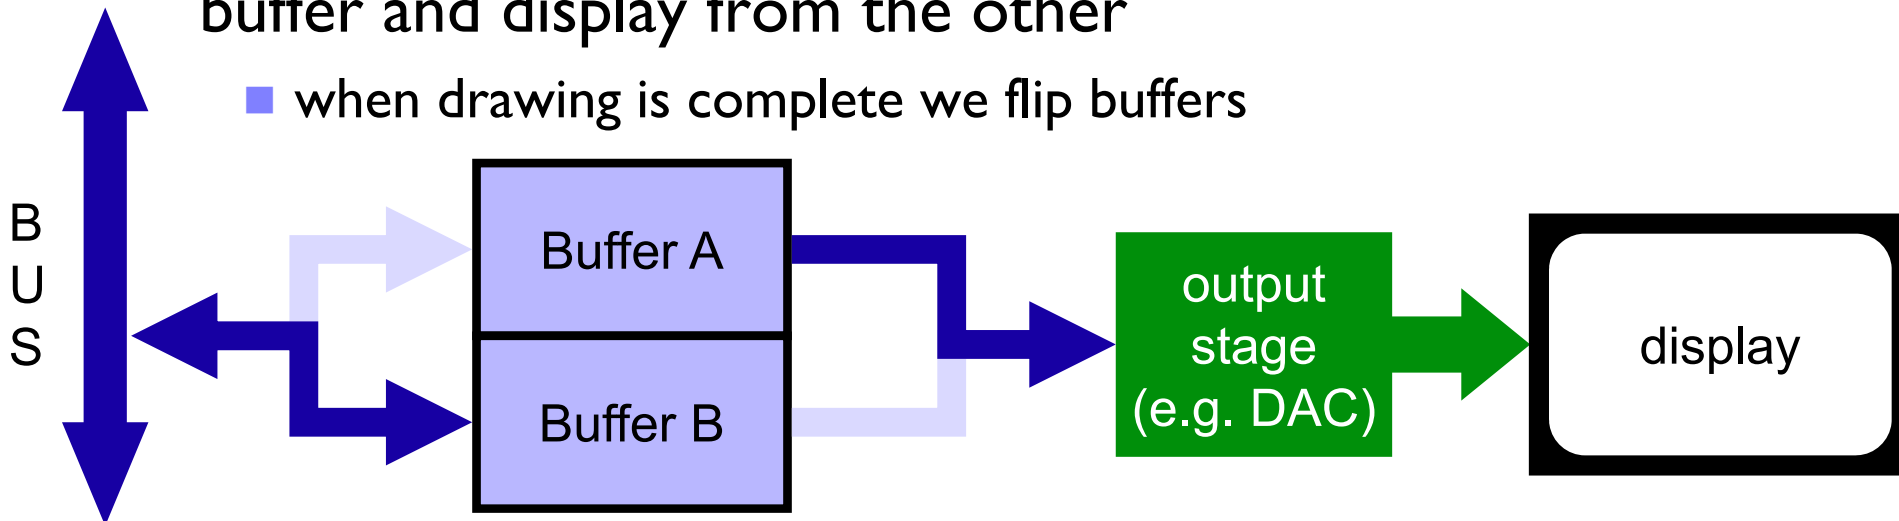 buffer and display from the other
when drawing is complete we flip buffers
B
U
S
Buffer A
Buffer B
output
stage
(e.g. DAC)
display